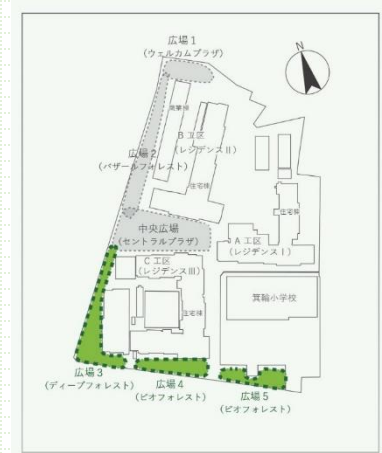 広場1
(ウェルカムプラザ)
N
商業棟
B工区
(レジデンスⅡ)
広場2
(バザールフォレスト)
住宅棟
住宅棟
中央広場
(セントラルプラザ)
A工区
(レジデンスⅠ)
C工区
(レジデンスⅢ)
箕輪小学校
住宅棟
広場3
(ディープフォレスト)
広場4
(ビオフォレスト)
広場5
(ビオフォレスト)